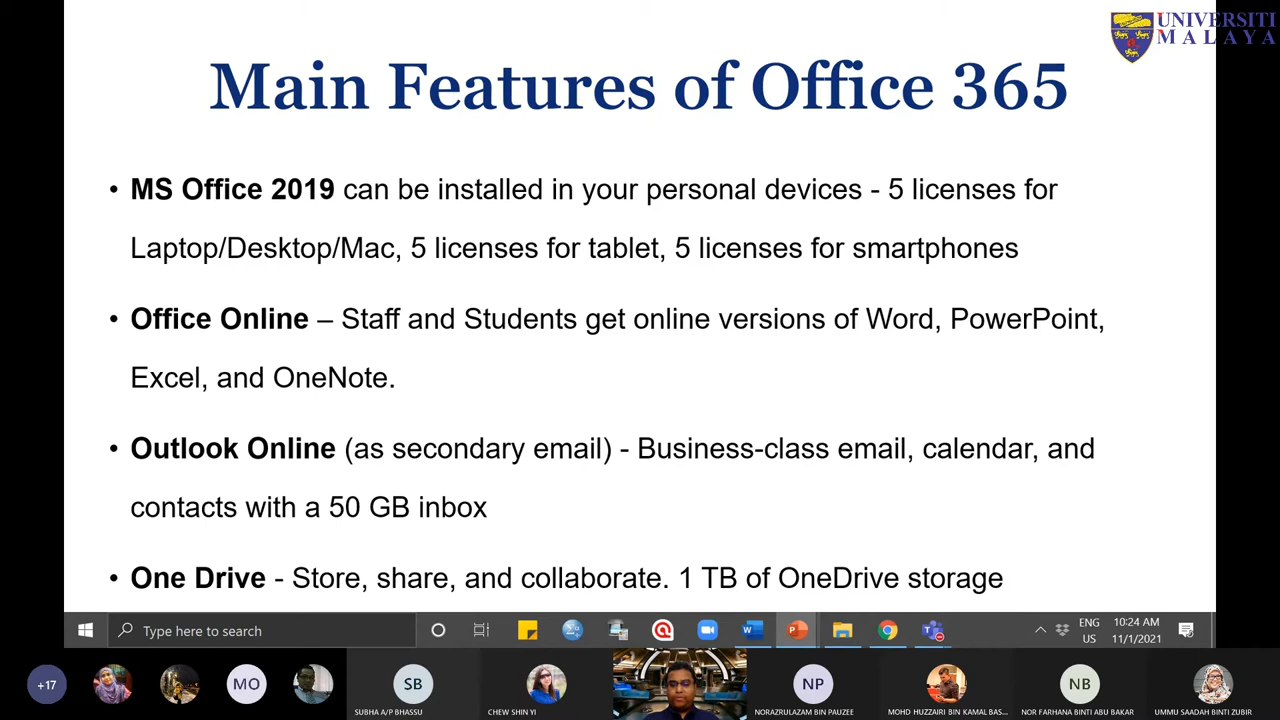 UNIVERSITI
MALAYA
Main Features of Office 365
• MS Office 2019 can be installed in your personal devices - 5 licenses for
Laptop/Desktop/Mac, 5 licenses for tablet, 5 licenses for smartphones
• Office Online – Staff and Students get online versions of Word, PowerPoint,
Excel, and OneNote.
• Outlook Online (as secondary email) - Business-class email, calendar, and
contacts with a 50 GB inbox
• One Drive - Store, share, and collaborate. 1 TB of OneDrive storage
Type here to search
ENG
US
10:24 AM
11/1/2021
+17
MO
SB
NP
NB
SUBHA A/P BHASSU
CHEW SHIN YI
NORAZRULAZAM BIN PAUZEE
MOHD HUZZAIRI BIN KAMAL BAS...
NOR FARHANA BINTI ABU BAKAR
UMMU SAADAH BINTI ZUBIR